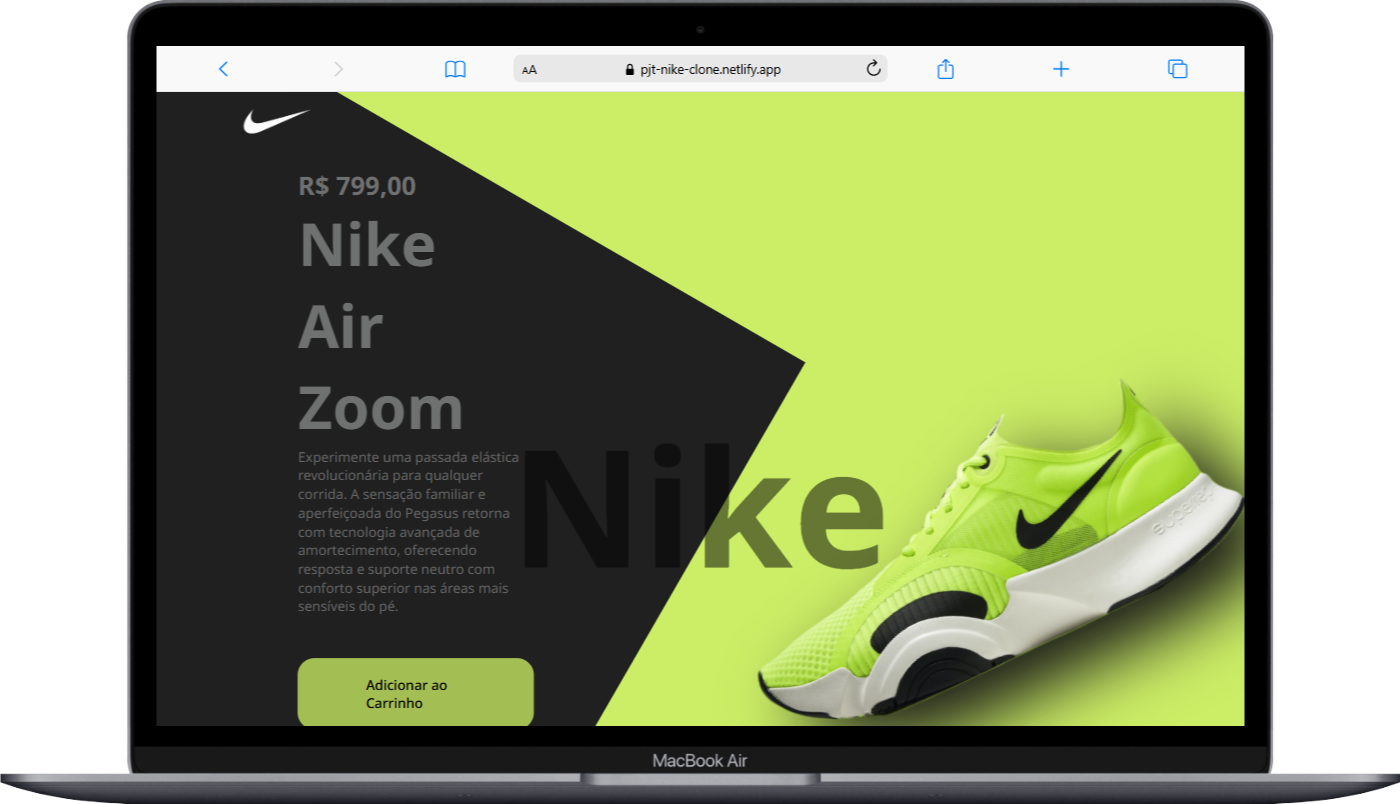 AA
pjt-nike-clone.netlify.app
R$ 799,00
Nike
Air
Zoom
Experimente uma passada elástica
revolucionária para qualquer
corrida. A sensação familiar e
aperfeiçoada do Pegasus retorna
com tecnologia avançada de
amortecimento, oferecendo
resposta e suporte neutro com
conforto superior nas áreas mais
sensíveis do pé.
Nike
Adicionar ao
Carrinho
MacBook Air